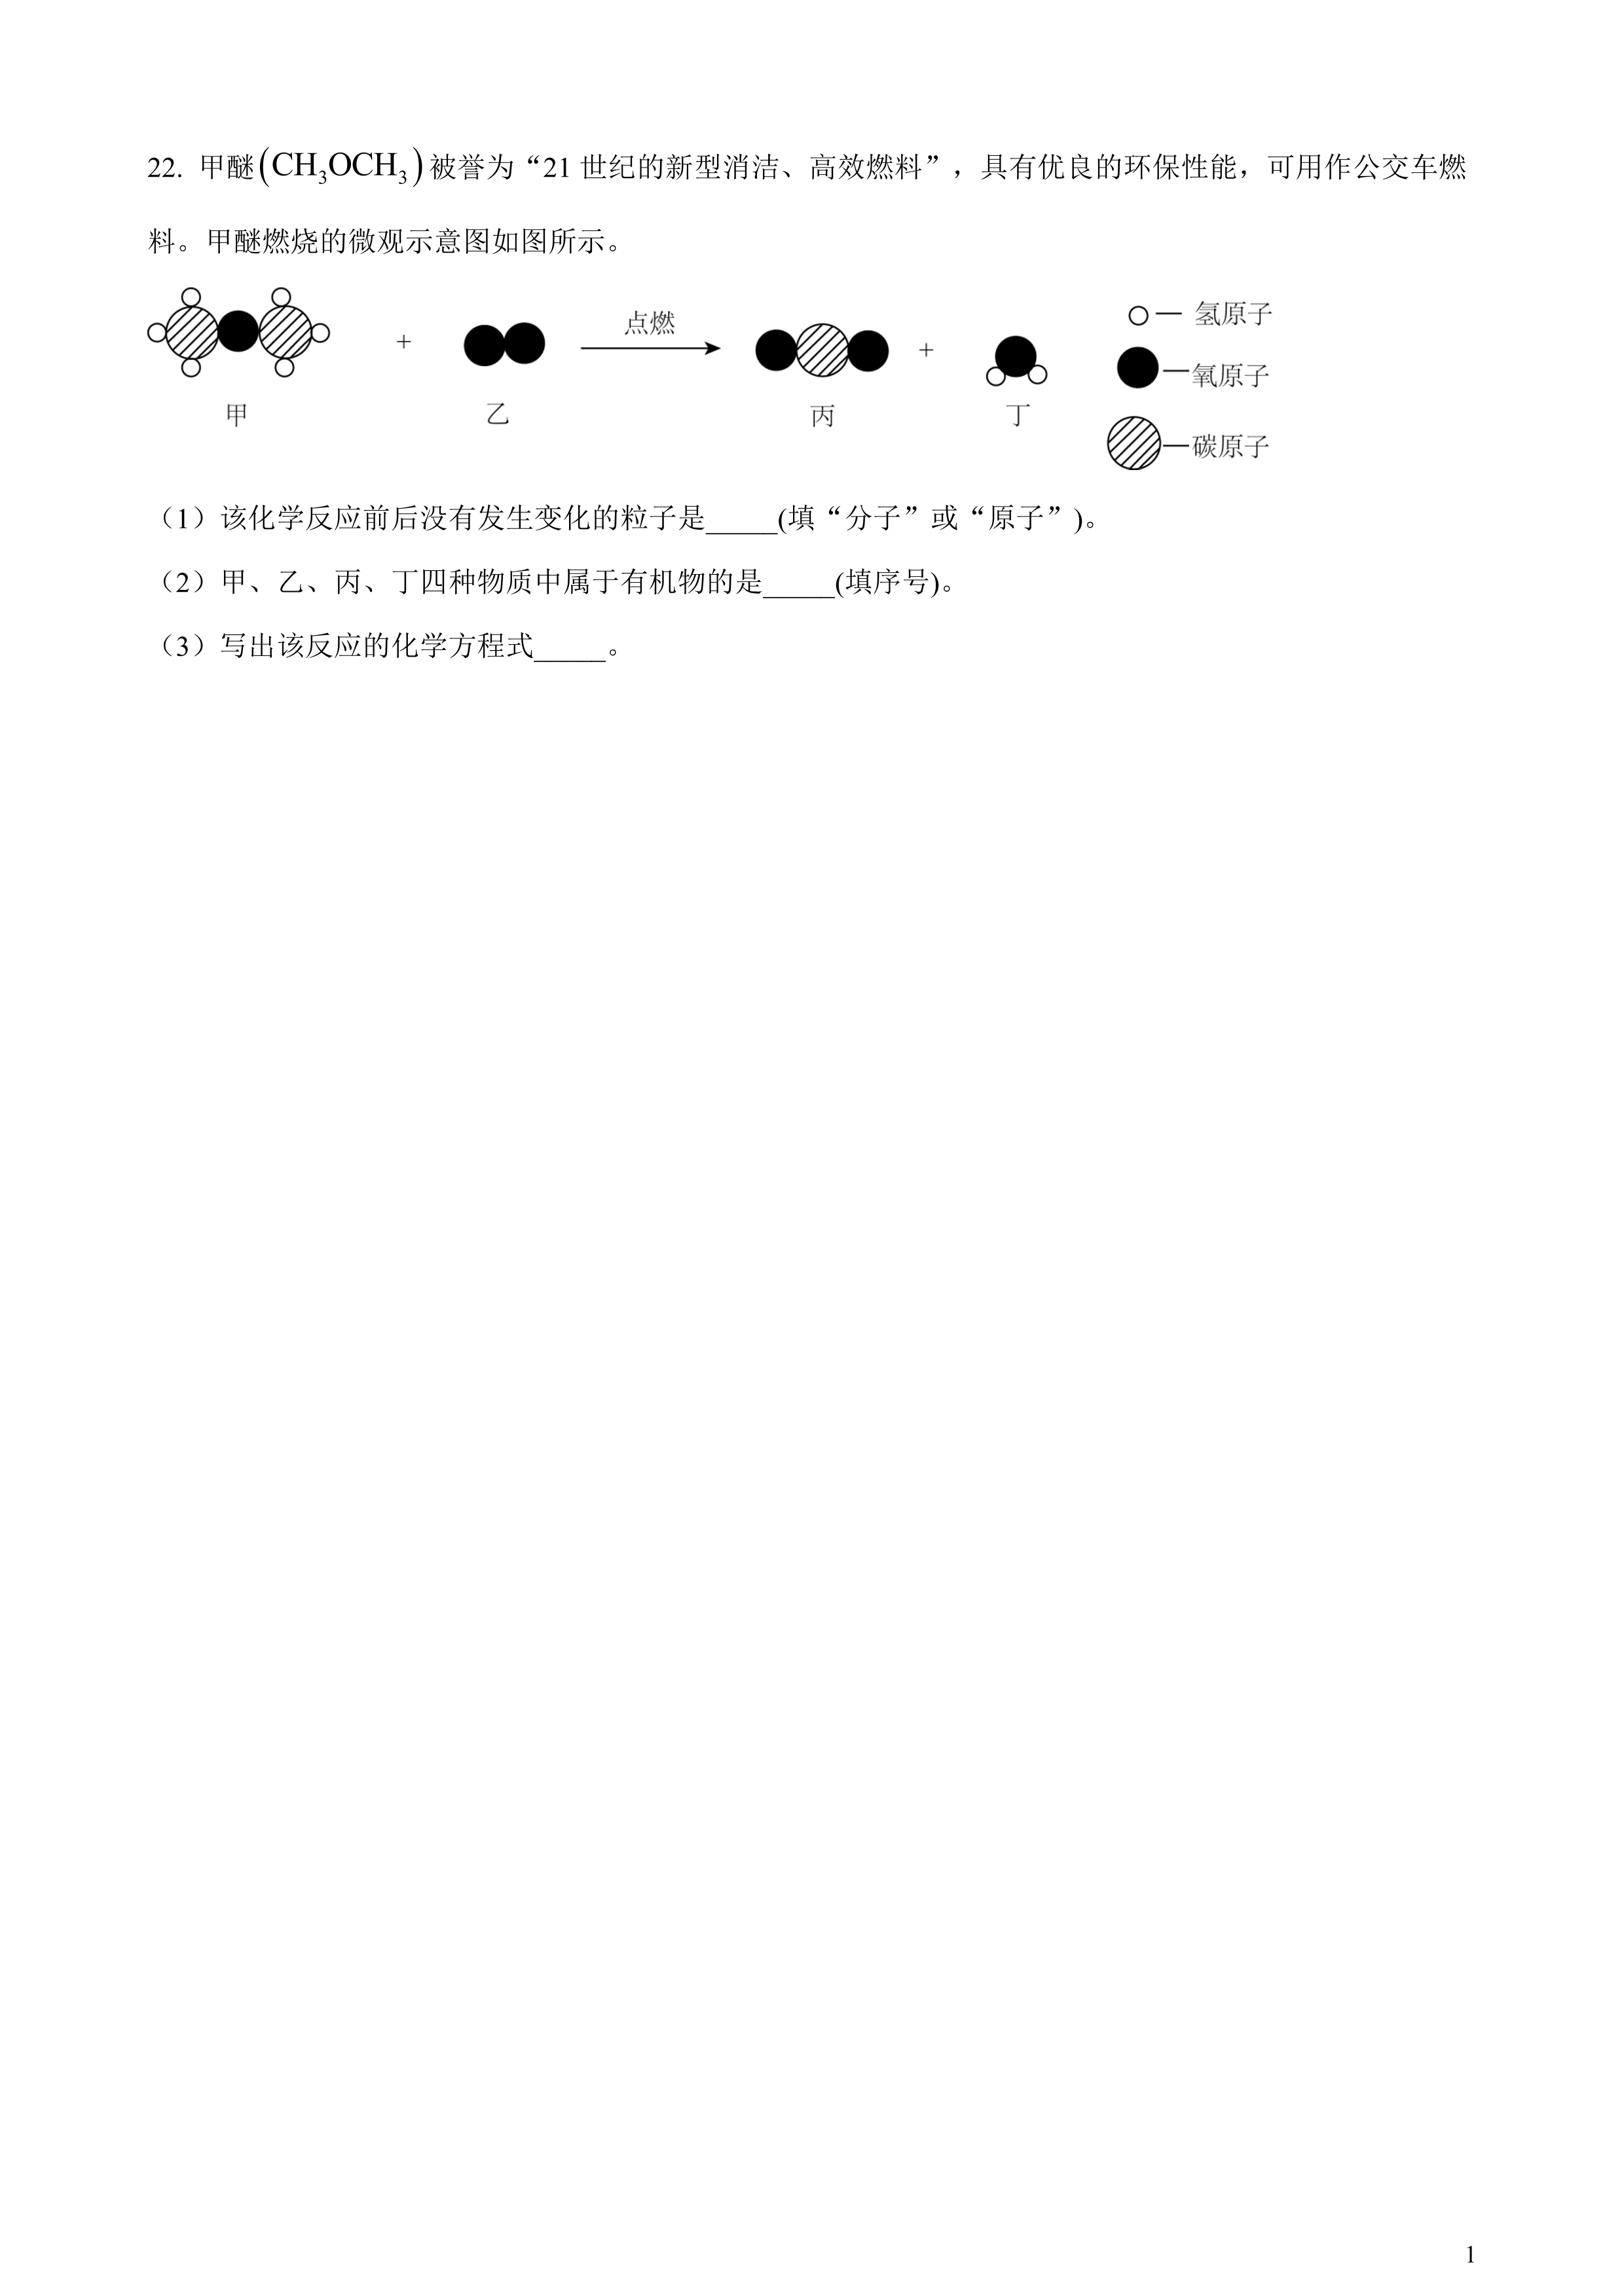 22. 甲醚(CH₃OCH₃)被誉为“21 世纪的新型消洁、高效燃料”，具有优良的环保性能，可用作公交车燃
料。甲醚燃烧的微观示意图如图所示。
+ 点燃 + 氢原子
氧原子
甲 乙 丙 丁
碳原子
（1）该化学反应前后没有发生变化的粒子是_____(填“分子”或“原子”)。
（2）甲、乙、丙、丁四种物质中属于有机物的是_____(填序号)。
（3）写出该反应的化学方程式_____。
1